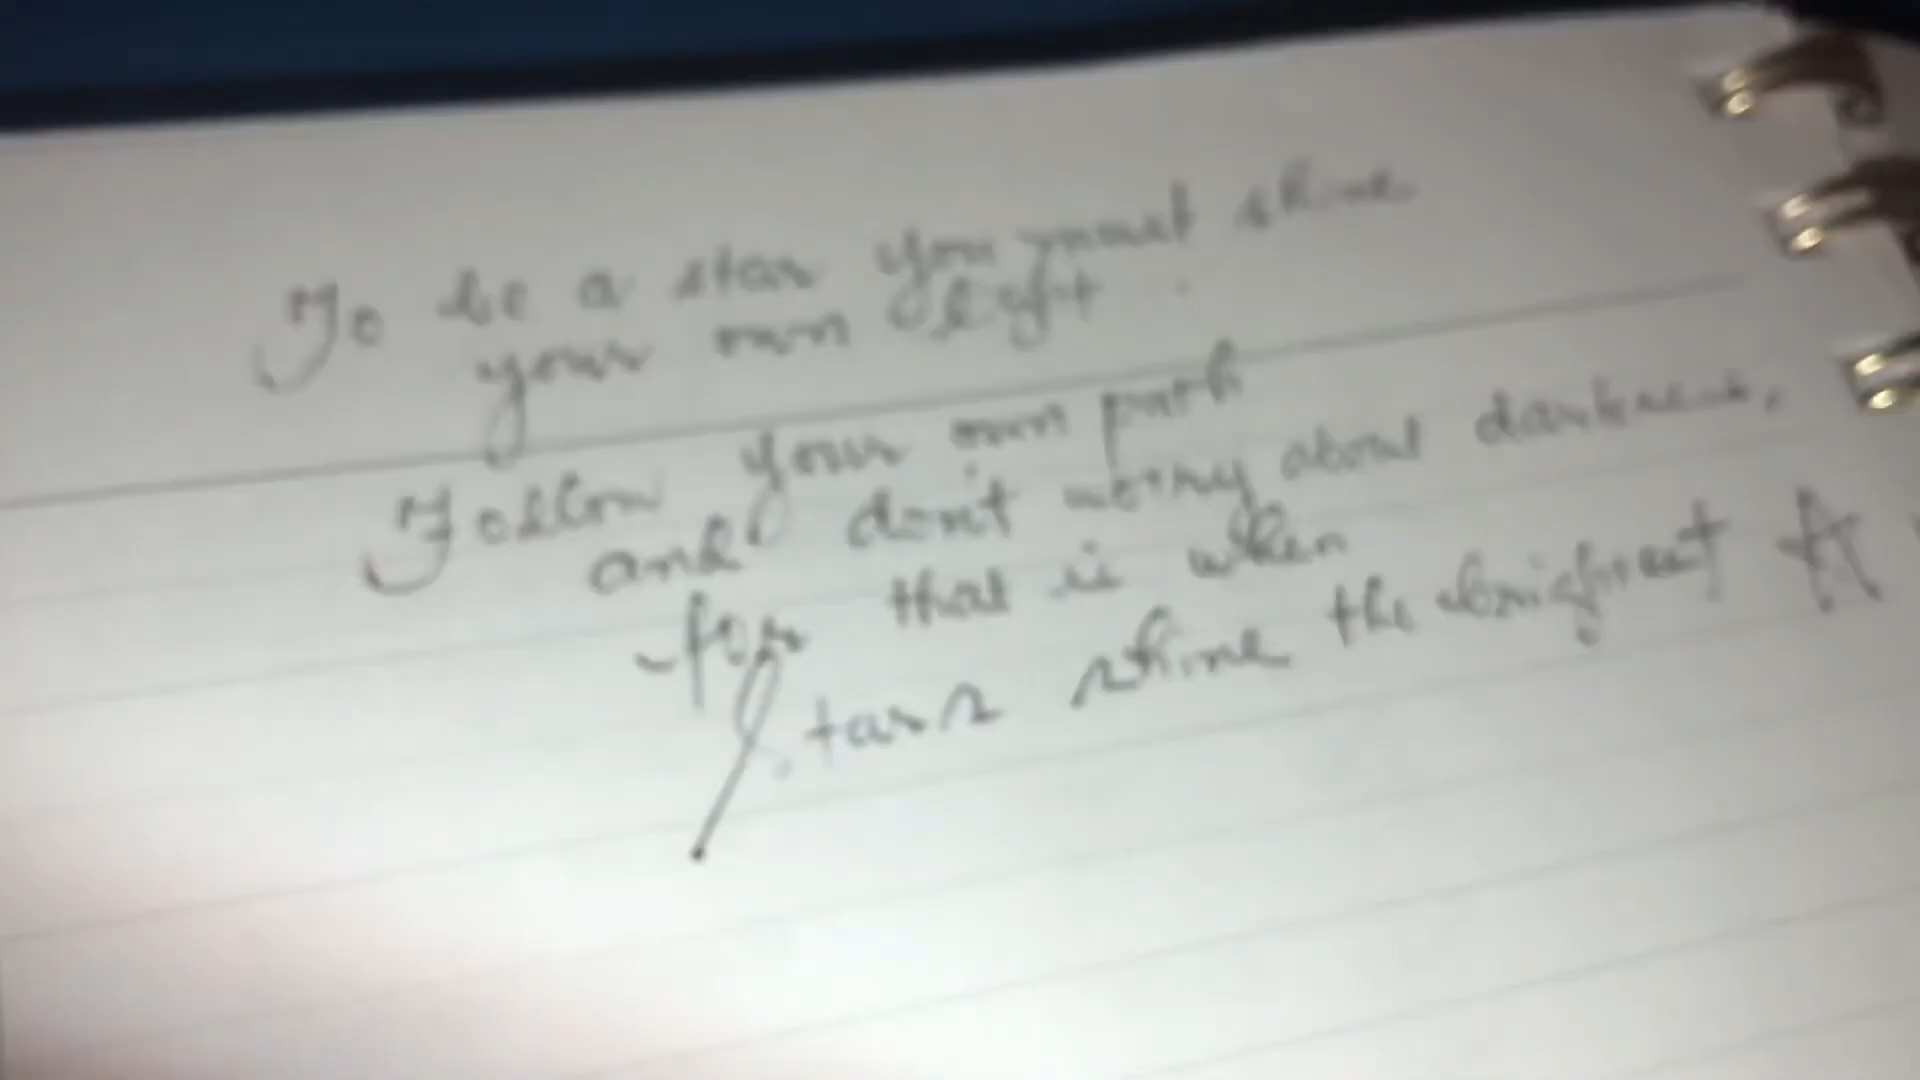 To be a star you must shine
your own light...
Follow your own path
and don't worry about darkness,
for that is when
Stars shine the brightest